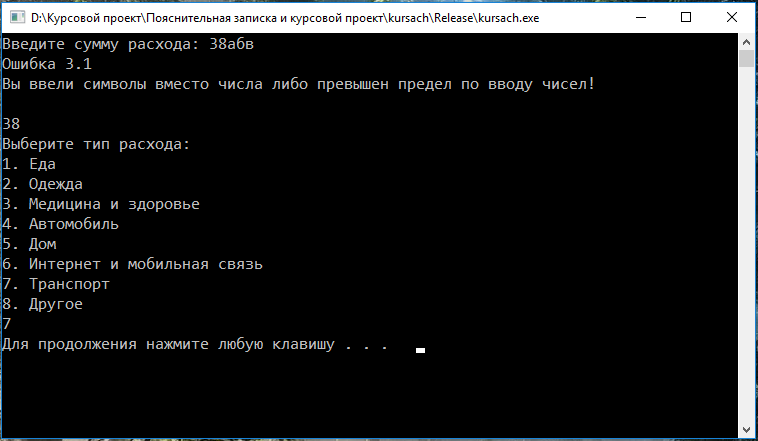 D:\Курсовой проект\Пояснительная записка и курсовой проект\kursach\Release\kursach.exe
Введите сумму расхода: 38абв
Ошибка 3.1
Вы ввели символы вместо числа либо превышен предел по вводу чисел!
38
Выберите тип расхода:
1. Еда
2. Одежда
3. Медицина и здоровье
4. Автомобиль
5. Дом
6. Интернет и мобильная связь
7. Транспорт
8. Другое
7
Для продолжения нажмите любую клавишу . . .